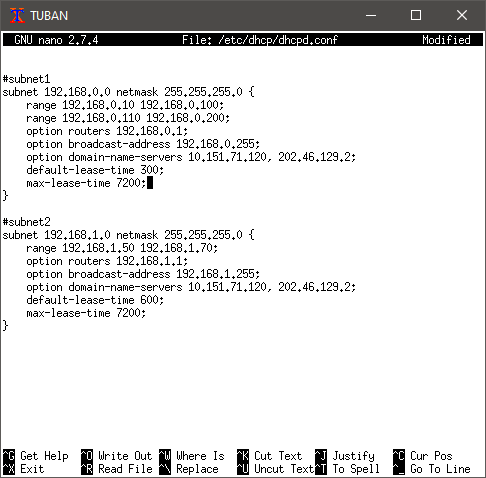 TUBAN
GNU nano 2.7.4 File: /etc/dhcp/dhcpd.conf Modified
#subnet1
subnet 192.168.0.0 netmask 255.255.255.0 {
range 192.168.0.10 192.168.0.100;
range 192.168.0.110 192.168.0.200;
option routers 192.168.0.1;
option broadcast-address 192.168.0.255;
option domain-name-servers 10.151.71.120, 202.46.129.2;
default-lease-time 300;
max-lease-time 7200;
}
#subnet2
subnet 192.168.1.0 netmask 255.255.255.0 {
range 192.168.1.50 192.168.1.70;
option routers 192.168.1.1;
option broadcast-address 192.168.1.255;
option domain-name-servers 10.151.71.120, 202.46.129.2;
default-lease-time 600;
max-lease-time 7200;
}
^G Get Help ^O Write Out ^W Where Is ^K Cut Text ^J Justify ^C Cur Pos
^X Exit ^R Read File ^\ Replace ^U Uncut Text ^T To Spell ^_ Go To Line